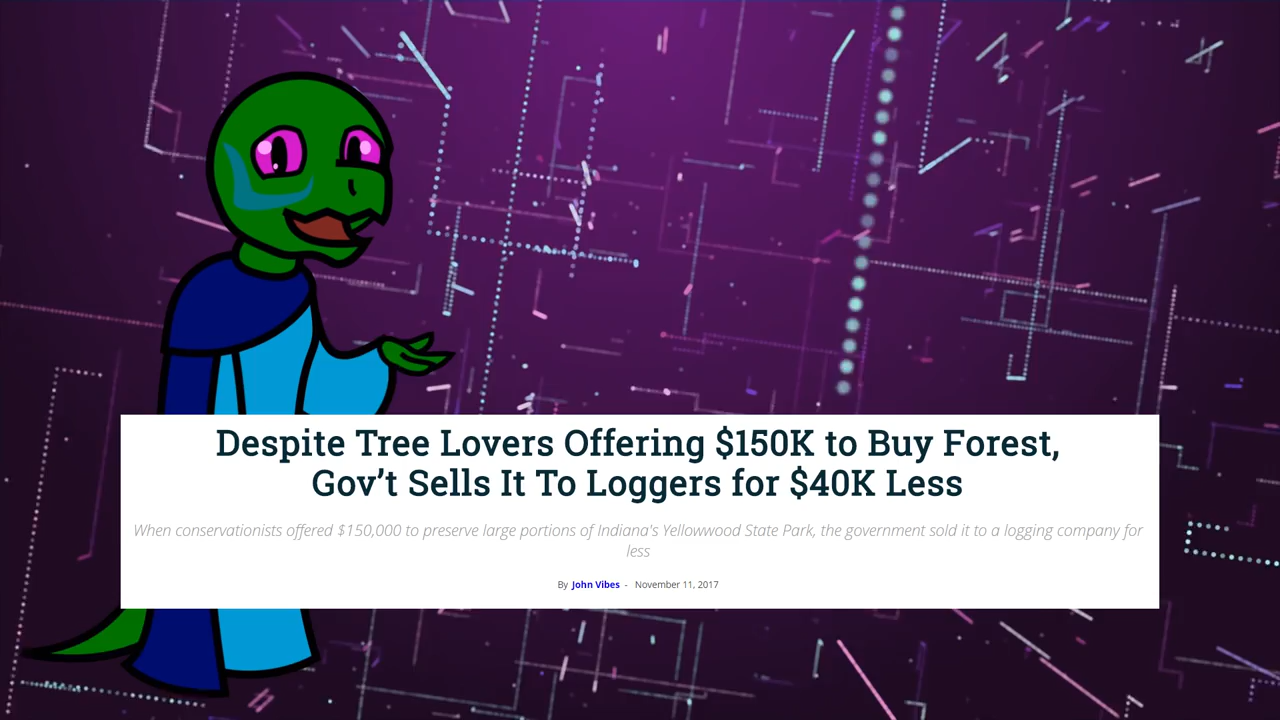 Despite Tree Lovers Offering $150K to Buy Forest,
Gov’t Sells It To Loggers for $40K Less
When conservationists offered $150,000 to preserve large portions of Indiana's Yellowwood State Park, the government sold it to a logging company for
less
By John Vibes - November 11, 2017